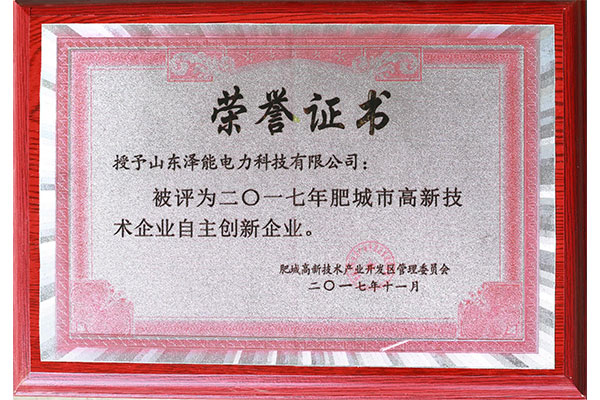 荣誉证书
授予山东泽能电力科技有限公司：
被评为二〇一七年肥城市高新技
术企业自主创新企业。
肥城高新技术产业开发区管理委员会
二〇一七年十一月